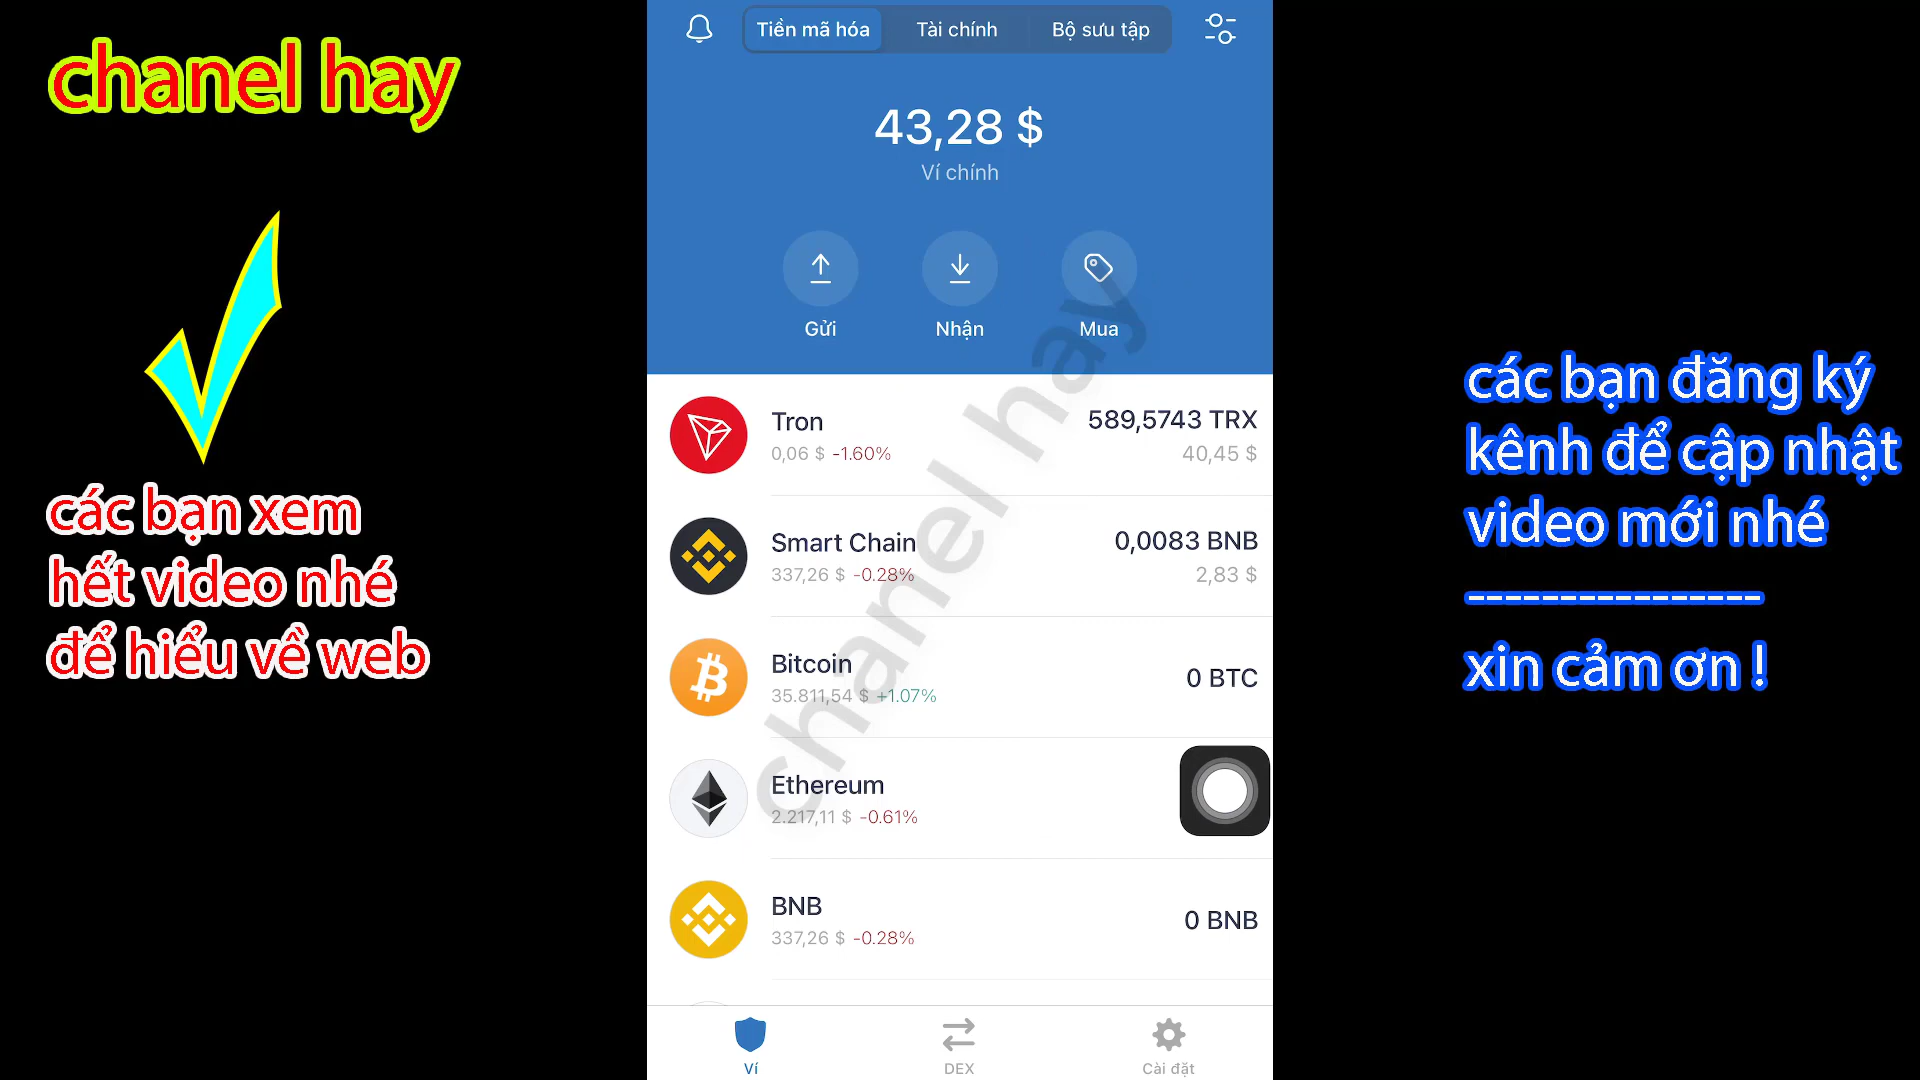 chanel hay
các bạn xem
hết video nhé
để hiểu về web
Tiền mã hóa Tài chính Bộ sưu tập
43,28 $
Ví chính
Gửi Nhận Mua
Tron 589,5743 TRX
0,06 $ -1.60% 40,45 $
Smart Chain 0,0083 BNB
337,26 $ -0.28% 2,83 $
Bitcoin 0 BTC
35.811,54 $ +1.07%
Ethereum
2.217,11 $ -0.61%
BNB 0 BNB
337,26 $ -0.28%
Ví DEX Cài đặt
chanel hay
các bạn đăng ký
kênh để cập nhật
video mới nhé
----------------
xin cảm ơn !